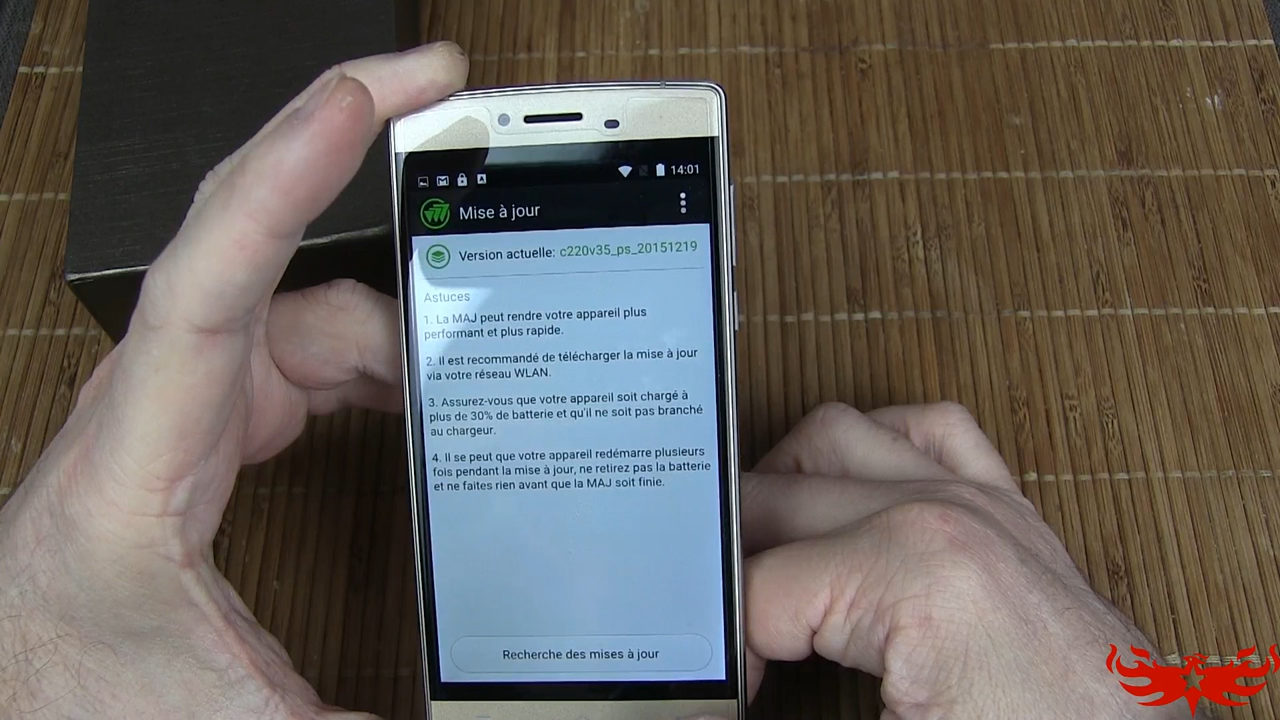 14:01
Mise à jour
Version actuelle: c220v35_ps_20151219
Astuces
1. La MAJ peut rendre votre appareil plus
performant et plus rapide.
2. Il est recommandé de télécharger la mise à jour
via votre réseau WLAN.
3. Assurez-vous que votre appareil soit chargé à
plus de 30% de batterie et qu'il ne soit pas branché
au chargeur.
4. Il se peut que votre appareil redémarre plusieurs
fois pendant la mise à jour, ne retirez pas la batterie
et ne faites rien avant que la MAJ soit finie.
Recherche des mises à jour